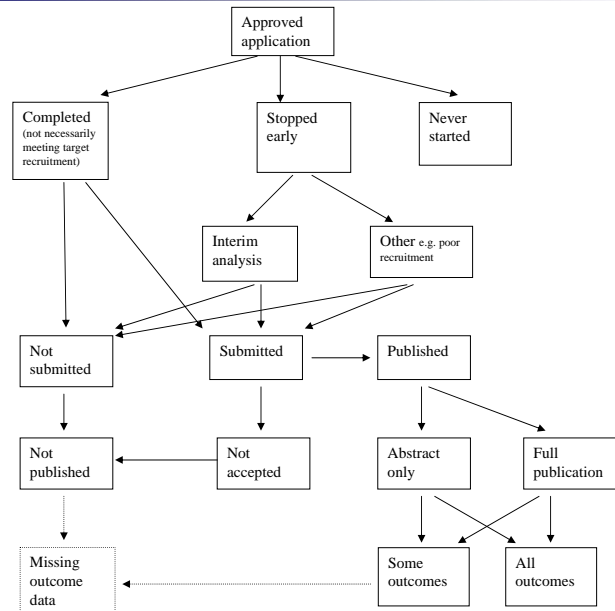 Approved
application
Completed
(not necessarily
meeting target
recruitment)
Stopped
early
Never
started
Interim
analysis
Other e.g. poor
recruitment
Not
submitted
Submitted
Published
Not
published
Not
accepted
Abstract
only
Full
publication
Missing
outcome
data
Some
outcomes
All
outcomes